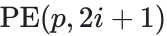 PE(p, 2i + 1)